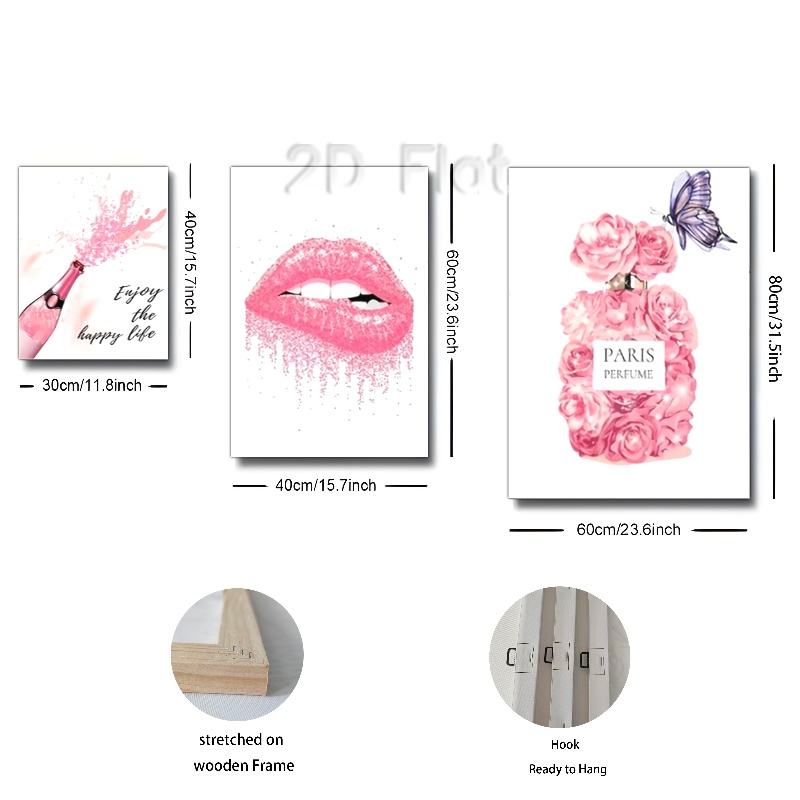 2D Flat
Enjoy
the
happy life
40cm/15.7inch
30cm/11.8inch
60cm/23.6inch
40cm/15.7inch
PARIS
PERFUME
80cm/31.5inch
60cm/23.6inch
stretched on
wooden Frame
Hook
Ready to Hang